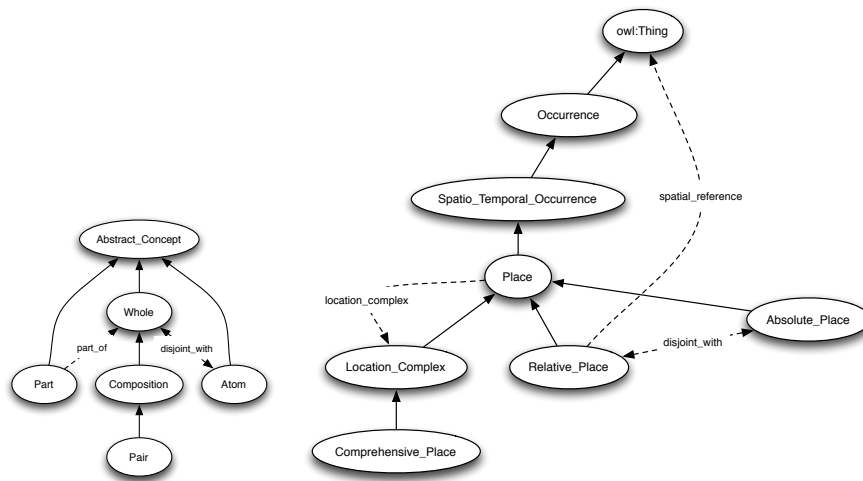 owl:Thing
Occurrence
Spatio_Temporal_Occurrence
spatial_reference
Abstract_Concept
Place
location_complex
Whole
Absolute_Place
part_of
disjoint_with
disjoint_with
Location_Complex
Relative_Place
Part
Composition
Atom
Comprehensive_Place
Pair